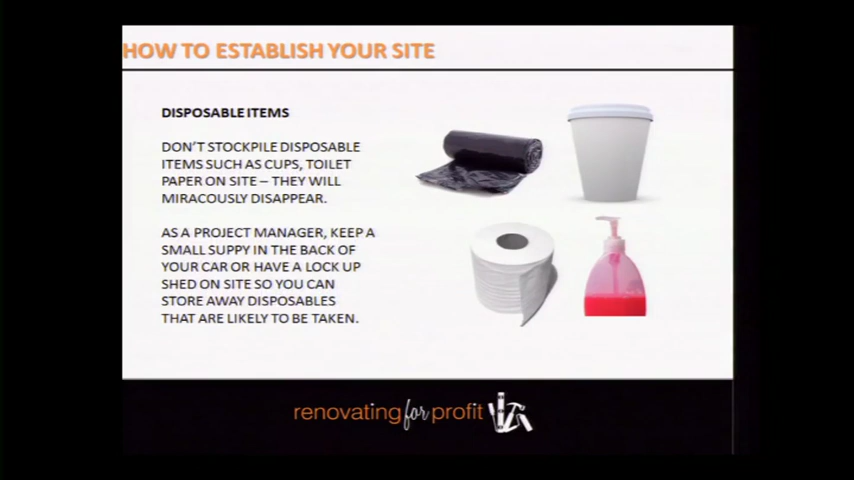 HOW TO ESTABLISH YOUR SITE
DISPOSABLE ITEMS
DON'T STOCKPILE DISPOSABLE
ITEMS SUCH AS CUPS, TOILET
PAPER ON SITE – THEY WILL
MIRACOUSLY DISAPPEAR.
AS A PROJECT MANAGER, KEEP A
SMALL SUPPY IN THE BACK OF
YOUR CAR OR HAVE A LOCK UP
SHED ON SITE SO YOU CAN
STORE AWAY DISPOSABLES
THAT ARE LIKELY TO BE TAKEN.
renovating for profit